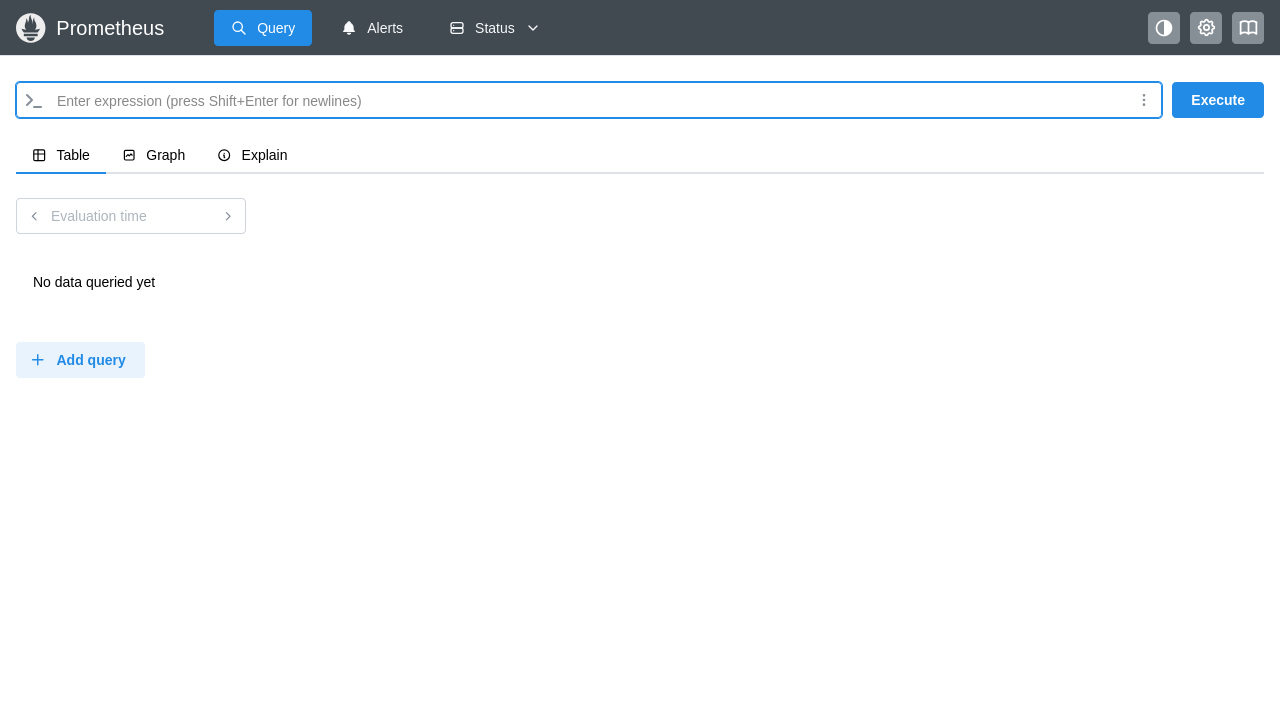 Prometheus
Query
Alerts
Status
Enter expression (press Shift+Enter for newlines)
Execute
Table
Graph
Explain
Evaluation time
No data queried yet
Add query